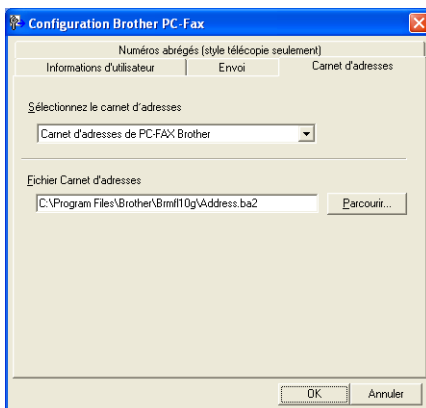 Configuration Brother PC-Fax
Numéros abrégés (style télécopie seulement)
Informations d'utilisateur Envoi Carnet d'adresses
Sélectionnez le carnet d'adresses
Carnet d'adresses de PC-FAX Brother
Fichier Carnet d'adresses
C:\Program Files\Brother\Brmfl10g\Address.ba2 Parcourir...
OK Annuler